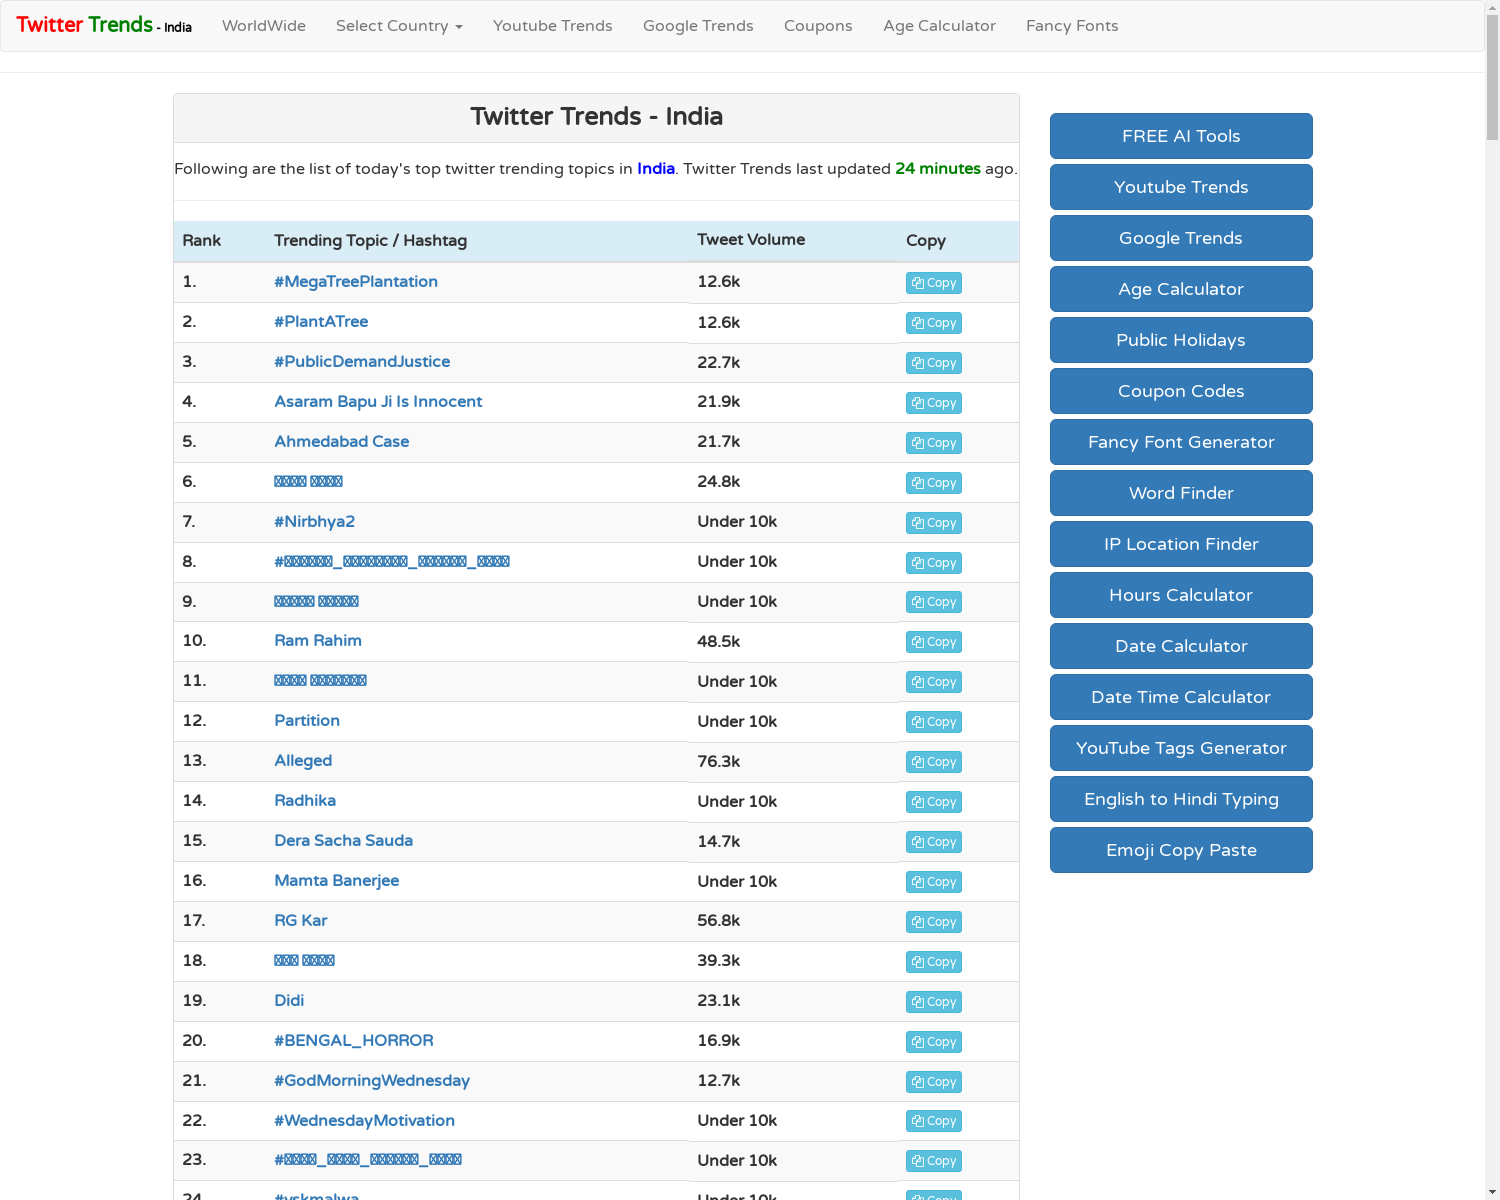 Twitter Trends - India WorldWide Select Country Youtube Trends Google Trends Coupons Age Calculator Fancy Fonts
Twitter Trends - India
Following are the list of today's top twitter trending topics in India. Twitter Trends last updated 24 minutes ago.
Rank Trending Topic / Hashtag Tweet Volume Copy
1. #MegaTreePlantation 12.6k Copy
2. #PlantATree 12.6k Copy
3. #PublicDemandJustice 22.7k Copy
4. Asaram Bapu Ji Is Innocent 21.9k Copy
5. Ahmedabad Case 21.7k Copy
6. 24.8k Copy
7. #Nirbhya2 Under 10k Copy
8. Under 10k Copy
9. Under 10k Copy
10. Ram Rahim 48.5k Copy
11. Under 10k Copy
12. Partition Under 10k Copy
13. Alleged 76.3k Copy
14. Radhika Under 10k Copy
15. Dera Sacha Sauda 14.7k Copy
16. Mamta Banerjee Under 10k Copy
17. RG Kar 56.8k Copy
18. 39.3k Copy
19. Didi 23.1k Copy
20. #BENGAL_HORROR 16.9k Copy
21. #GodMorningWednesday 12.7k Copy
22. #WednesdayMotivation Under 10k Copy
23. Under 10k Copy
24. #vskmalwa Under 10k Copy
FREE AI Tools
Youtube Trends
Google Trends
Age Calculator
Public Holidays
Coupon Codes
Fancy Font Generator
Word Finder
IP Location Finder
Hours Calculator
Date Calculator
Date Time Calculator
YouTube Tags Generator
English to Hindi Typing
Emoji Copy Paste